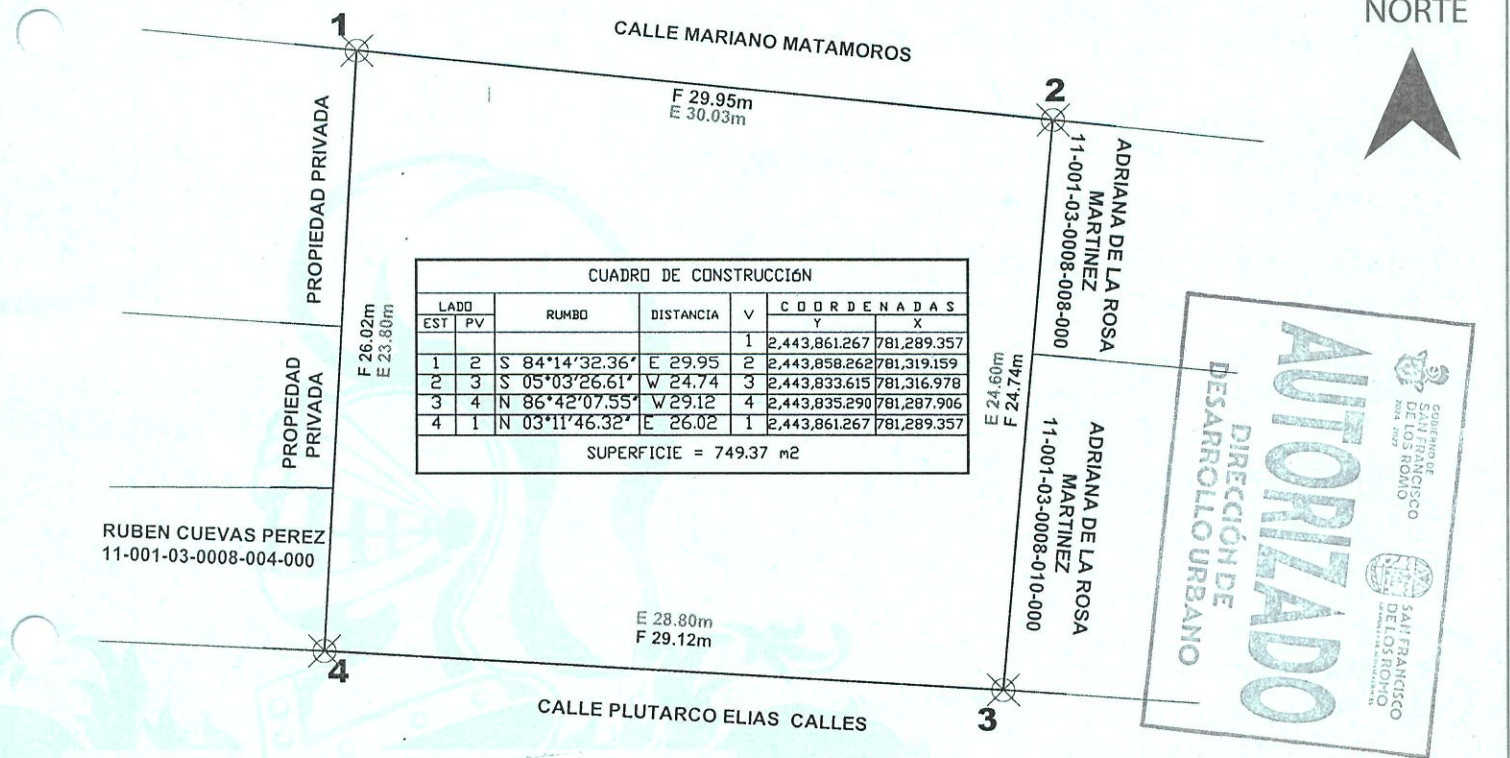 NORTE
1
CALLE MARIANO MATAMOROS
F 29.95m
E 30.03m
2
PROPIEDAD PRIVADA
F 26.02m
E 23.80m
PROPIEDAD
PRIVADA
RUBEN CUEVAS PEREZ
11-001-03-0008-004-000
CUADRO DE CONSTRUCCIóN
LADO RUMBO DISTANCIA V COORDENADAS
EST PV Y X
1 2,443,861.267 781,289.357
1 2 S 84°14'32.36" E 29.95 2 2,443,858.262 781,319.159
2 3 S 05°03'26.61" W 24.74 3 2,443,833.615 781,316.978
3 4 N 86°42'07.55" W 29.12 4 2,443,835.290 781,287.906
4 1 N 03°11'46.32" E 26.02 1 2,443,861.267 781,289.357
SUPERFICIE = 749.37 m2
E 24.60m
F 24.74m
ADRIANA DE LA ROSA
MARTINEZ
11-001-03-0008-008-000
ADRIANA DE LA ROSA
MARTINEZ
11-001-03-0008-010-000
GOBIERNO DE
SAN FRANCISCO
DE LOS ROMO
2024 2027
SAN FRANCISCO
DE LOS ROMO
AUTORIZADO
DIRECCIÓN DE
DESARROLLO URBANO
E 28.80m
F 29.12m
4
CALLE PLUTARCO ELIAS CALLES
3